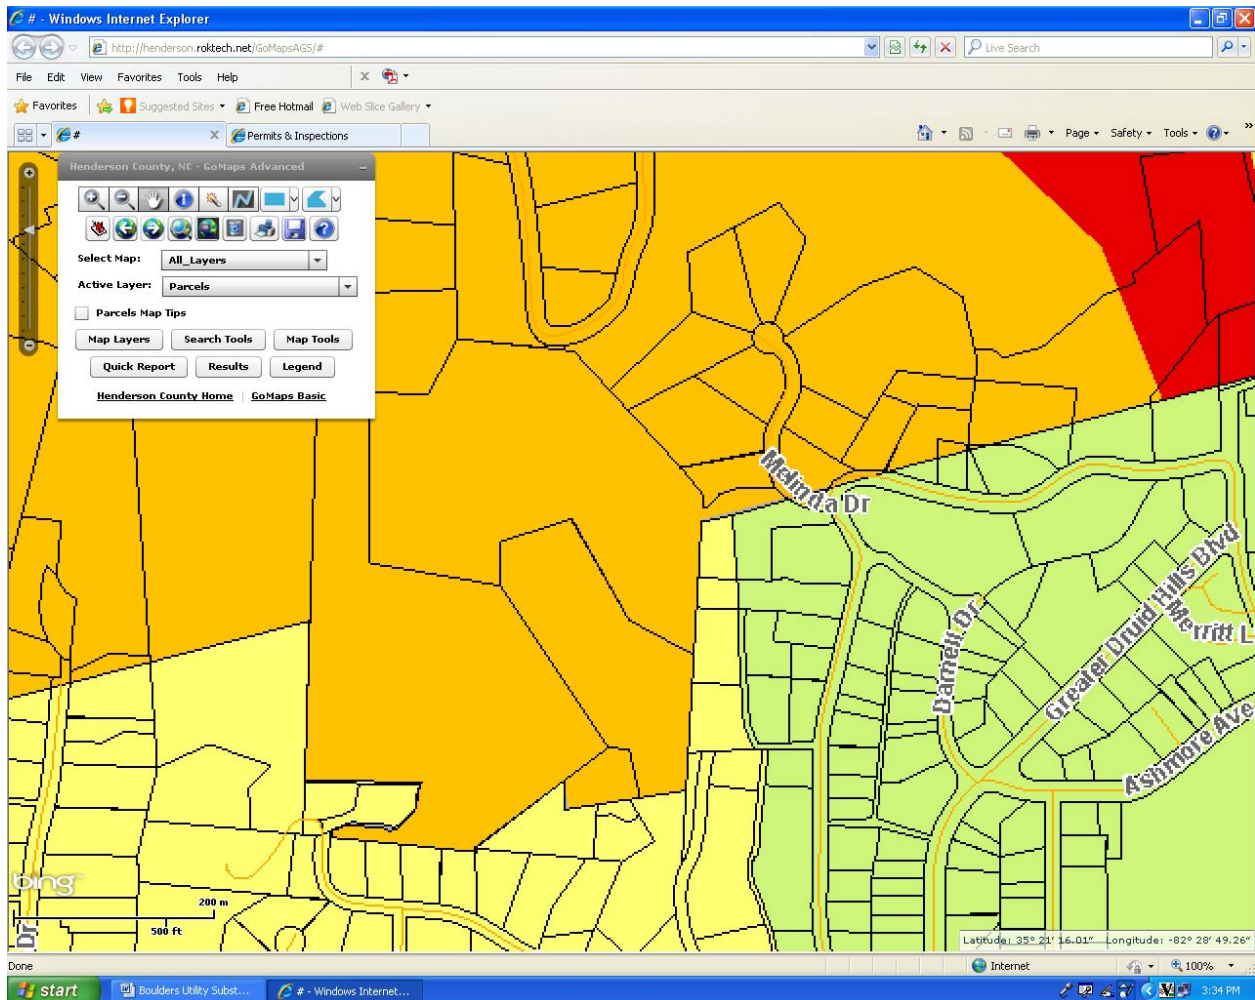 # - Windows Internet Explorer
http://henderson.roktech.net/GoMapsAGS/#
Live Search
File Edit View Favorites Tools Help
Favorites Suggested Sites Free Hotmail Web Slice Gallery
# Permits & Inspections Page Safety Tools
Henderson County, NC - GoMaps Advanced
Select Map: All_Layers
Active Layer: Parcels
Parcels Map Tips
Map Layers Search Tools Map Tools
Quick Report Results Legend
Henderson County Home GoMaps Basic
Melinda Dr
Greater Druid Hills Blvd
Merritt L
Darnell Dr
Ashmore Ave
bing
200 m
500 ft
Dr
Latitude: 35° 21' 16.01" Longitude: -82° 28' 49.26"
Done Internet 100%
start Boulders Utility Subst... # - Windows Internet... 3:34 PM